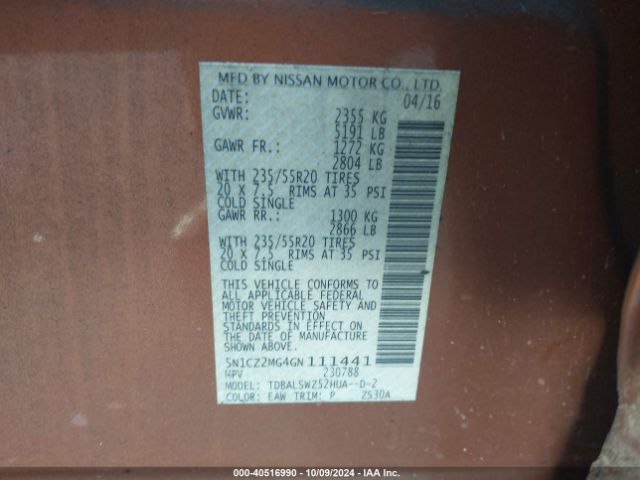 MFD BY NISSAN MOTOR CO., LTD.
DATE: 04/16
GVWR: 2355 KG
5191 LB
GAWR FR.: 1272 KG
2804 LB
WITH 235/55R20 TIRES
20 X 7.5 RIMS AT 35 PSI
COLD SINGLE
GAWR RR.: 1300 KG
2866 LB
WITH 235/55R20 TIRES
20 X 7.5 RIMS AT 35 PSI
COLD SINGLE
THIS VEHICLE CONFORMS TO
ALL APPLICABLE FEDERAL
MOTOR VEHICLE SAFETY AND
THEFT PREVENTION
STANDARDS IN EFFECT ON
THE DATE OF MANUFACTURE
SHOWN ABOVE.
5N1CZ2MG4GN111441
MPV 230788
MODEL: TDBALSWZ52HUA--D-2
COLOR: EAW TRIM: P ZS30A
000-40516990 - 10/09/2024 - IAA Inc.